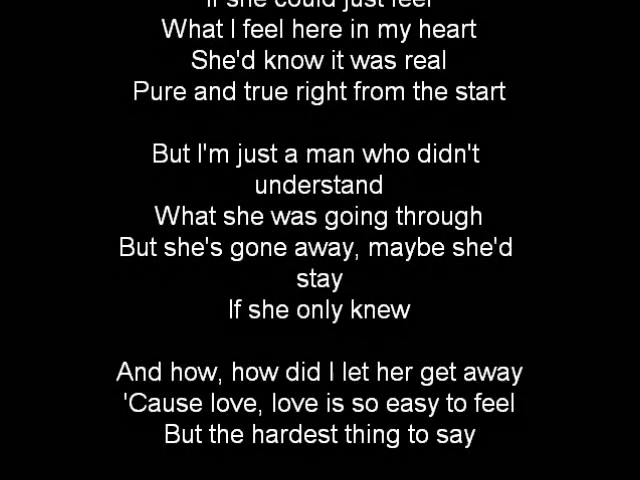 If she could just feel
What I feel here in my heart
She'd know it was real
Pure and true right from the start
But I'm just a man who didn't
understand
What she was going through
But she's gone away, maybe she'd
stay
If she only knew
And how, how did I let her get away
'Cause love, love is so easy to feel
But the hardest thing to say